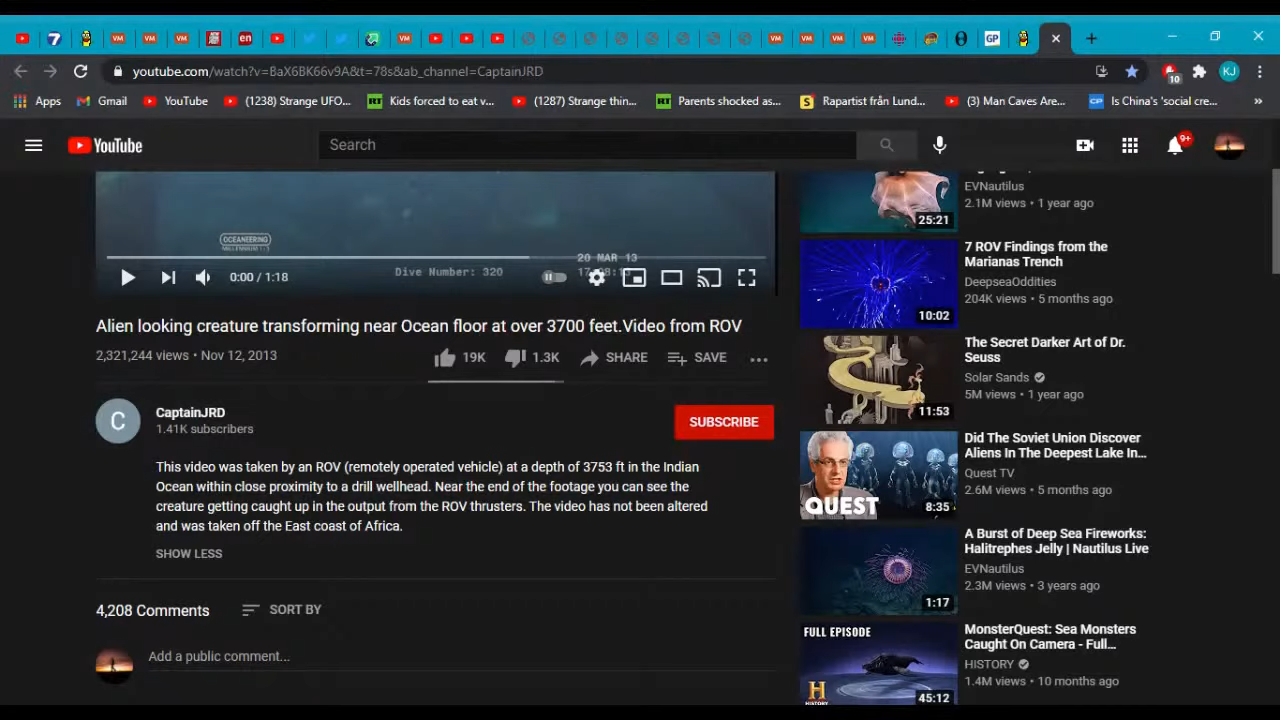 youtube.com/watch?v=BaX6BK66v9A&t=78s&ab_channel=CaptainJRD
10
KJ
Apps
Gmail
YouTube
(1238) Strange UFO...
Kids forced to eat v...
(1287) Strange thin...
Parents shocked as...
Rapartist från Lund...
(3) Man Caves Are...
Is China's 'social cre...
YouTube
Search
9+
OCEANEERING
20 MAR 13
Dive Number: 320
0:00 / 1:18
Alien looking creature transforming near Ocean floor at over 3700 feet.Video from ROV
2,321,244 views • Nov 12, 2013
19K
1.3K
SHARE
SAVE
C
CaptainJRD
1.41K subscribers
SUBSCRIBE
This video was taken by an ROV (remotely operated vehicle) at a depth of 3753 ft in the Indian
Ocean within close proximity to a drill wellhead. Near the end of the footage you can see the
creature getting caught up in the output from the ROV thrusters. The video has not been altered
and was taken off the East coast of Africa.
SHOW LESS
4,208 Comments
SORT BY
Add a public comment...
EVNautilus
2.1M views • 1 year ago
25:21
7 ROV Findings from the
Marianas Trench
DeepseaOddities
204K views • 5 months ago
10:02
The Secret Darker Art of Dr.
Seuss
Solar Sands
5M views • 1 year ago
11:53
Did The Soviet Union Discover
Aliens In The Deepest Lake In...
Quest TV
2.6M views • 5 months ago
QUEST
8:35
A Burst of Deep Sea Fireworks:
Halitrephes Jelly | Nautilus Live
EVNautilus
2.3M views • 3 years ago
1:17
FULL EPISODE
MonsterQuest: Sea Monsters
Caught On Camera - Full...
HISTORY
1.4M views • 10 months ago
H
HISTORY
45:12